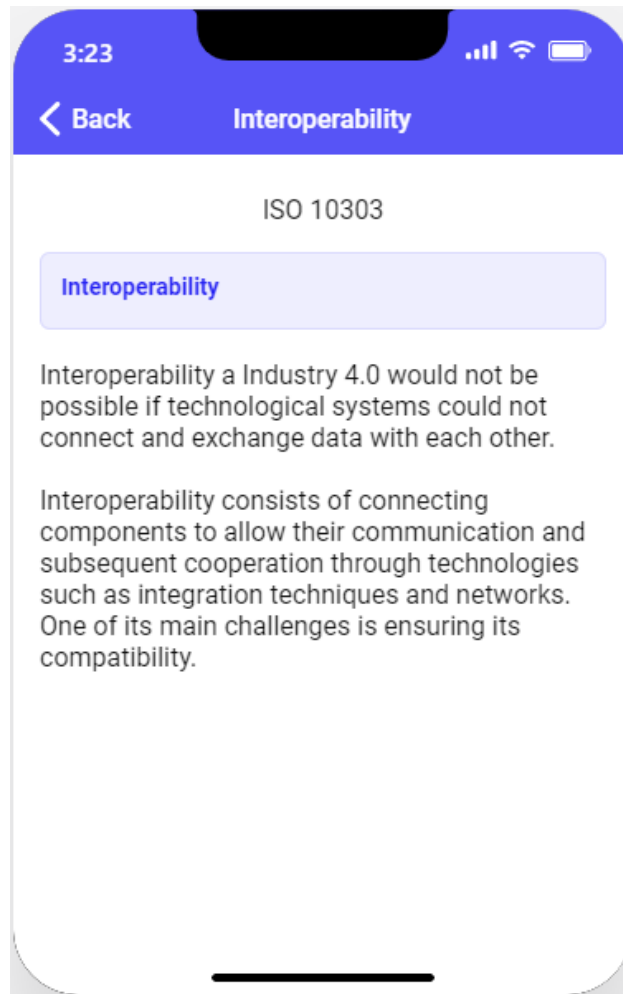 3:23
Back
Interoperability
ISO 10303
Interoperability
Interoperability a Industry 4.0 would not be
possible if technological systems could not
connect and exchange data with each other.
Interoperability consists of connecting
components to allow their communication and
subsequent cooperation through technologies
such as integration techniques and networks.
One of its main challenges is ensuring its
compatibility.